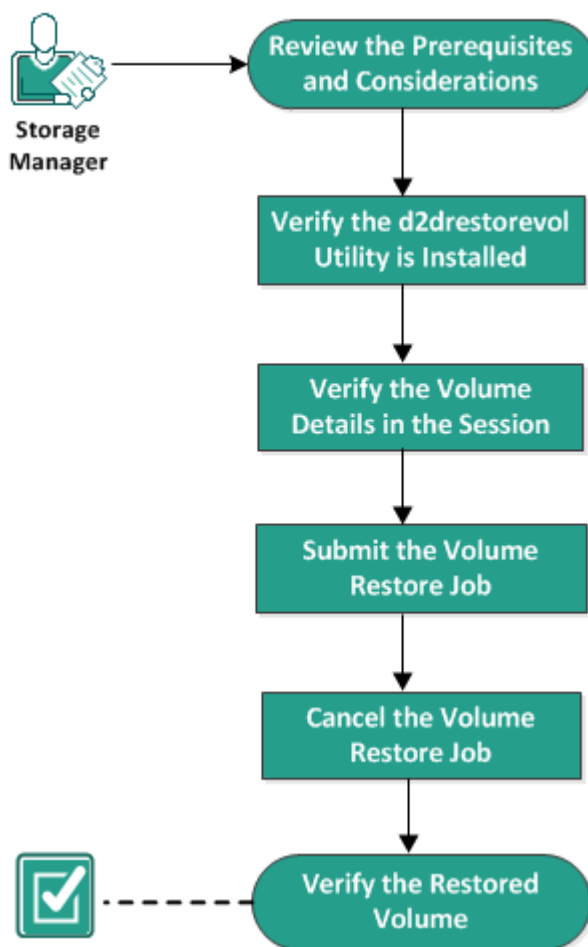 Review the Prerequisites
and Considerations
Storage
Manager
Verify the d2drestorevol
Utility is Installed
Verify the Volume
Details in the Session
Submit the Volume
Restore Job
Cancel the Volume
Restore Job
Verify the Restored
Volume